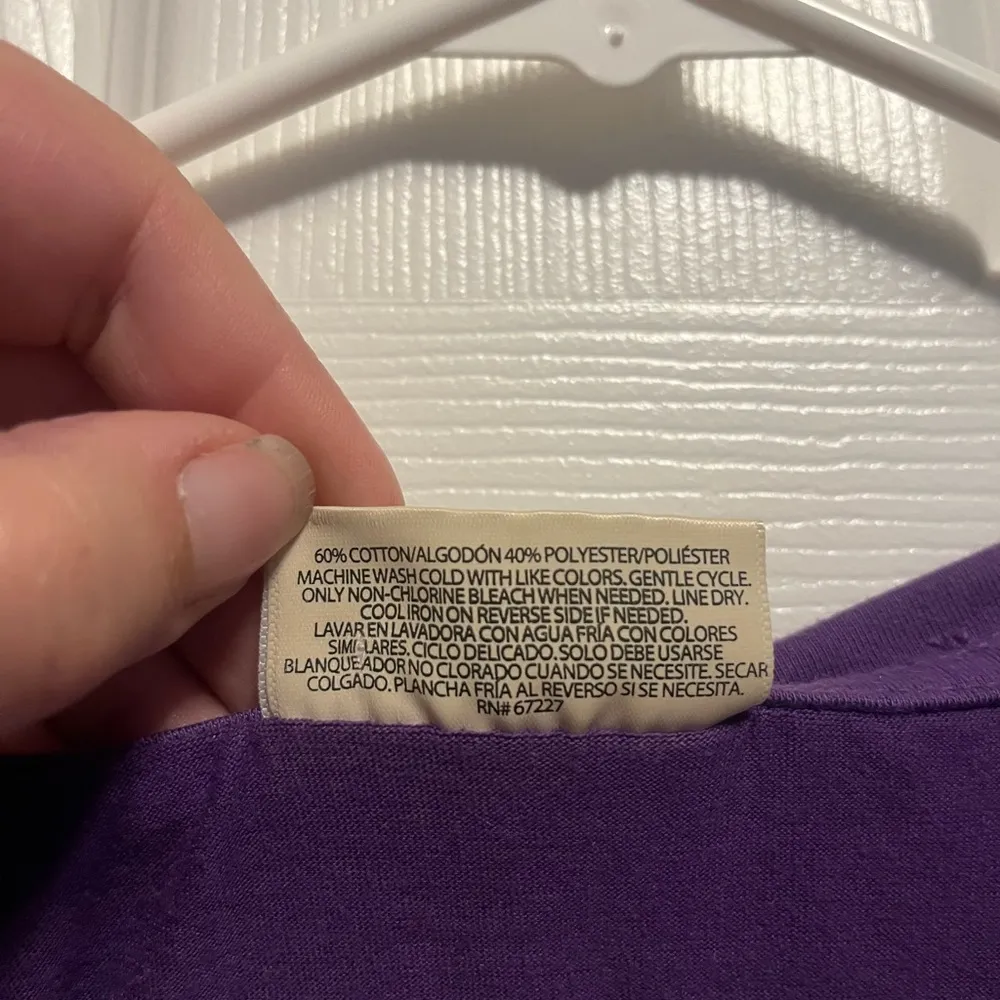 60% COTTON/ALGODÓN 40% POLYESTER/POLIÉSTER
MACHINE WASH COLD WITH LIKE COLORS. GENTLE CYCLE.
ONLY NON-CHLORINE BLEACH WHEN NEEDED. LINE DRY.
COOL IRON ON REVERSE SIDE IF NEEDED.
LAVAR EN LAVADORA CON AGUA FRÍA CON COLORES
SIMILARES. CICLO DELICADO. SOLO DEBE USARSE
BLANQUEADOR NO CLORADO CUANDO SE NECESITE. SECAR
COLGADO. PLANCHA FRÍA AL REVERSO SI SE NECESITA.
RN# 67227